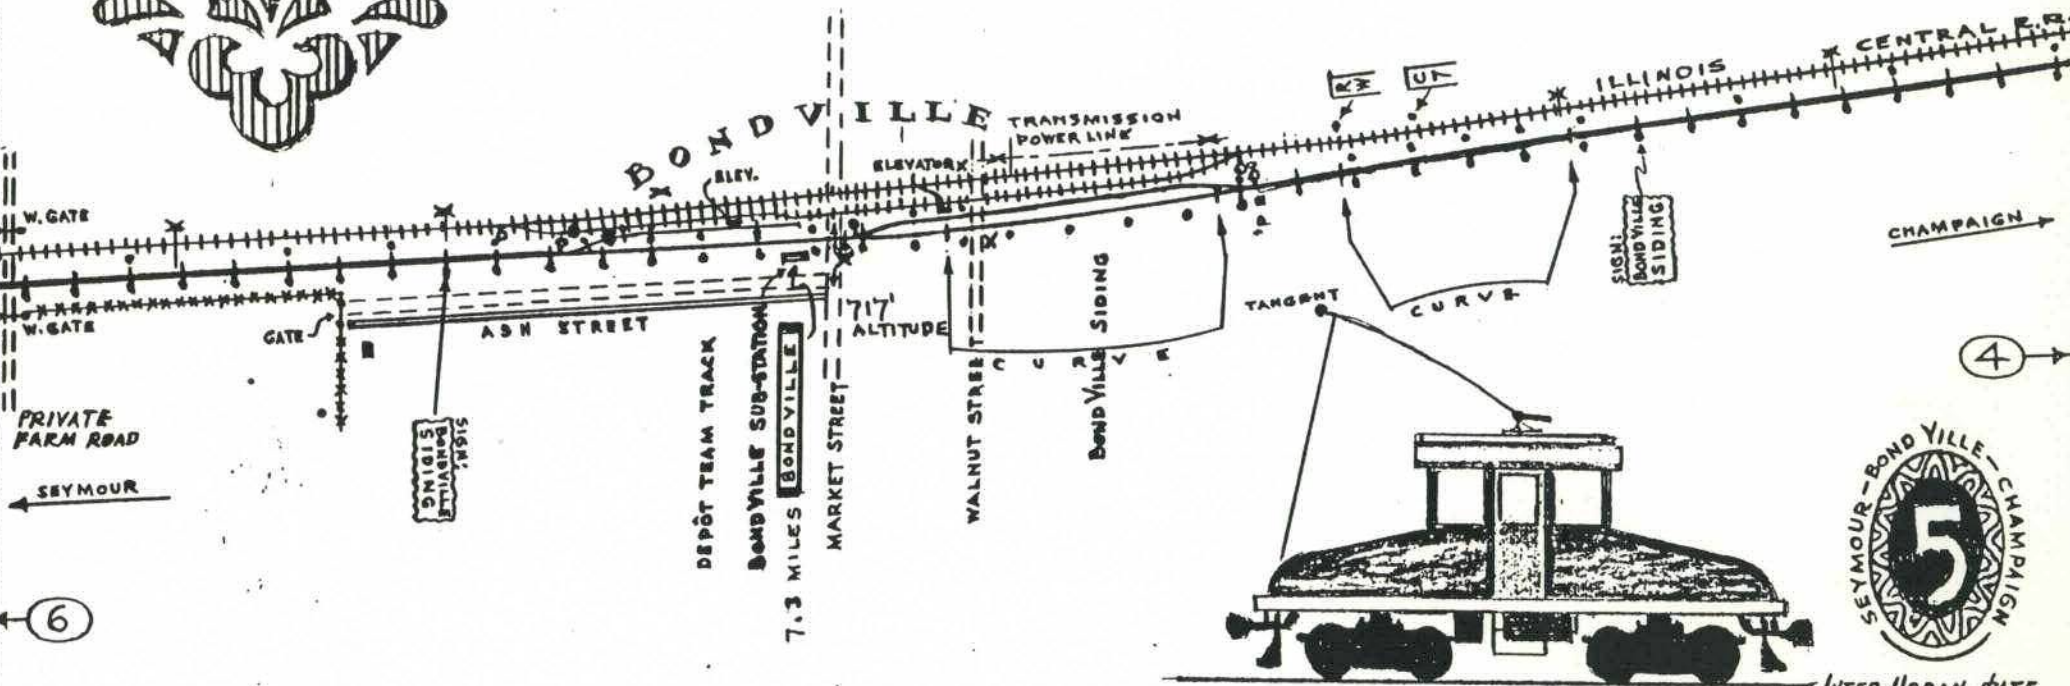 CENTRAL R.R.
ILLINOIS
BONDVILLE
TRANSMISSION
POWER LINE
ELEVATOR
ELEV.
W. GATE
W. GATE
GATE
ASH STREET
717'
ALTITUDE
CURVE
CURVE
TANGENT
CHAMPAIGN
SIGN:
BONDVILLE
SIDING
SIGN:
BONDVILLE
SIDING
PRIVATE
FARM ROAD
SEYMOUR
DEPÔT TEAM TRACK
BONDVILLE SUB-STATION
BONDVILLE
7.3 MILES
MARKET STREET
WALNUT STREET
BONDVILLE SIDING
4
6
SEYMOUR-BONDVILLE-CHAMPAIGN
5